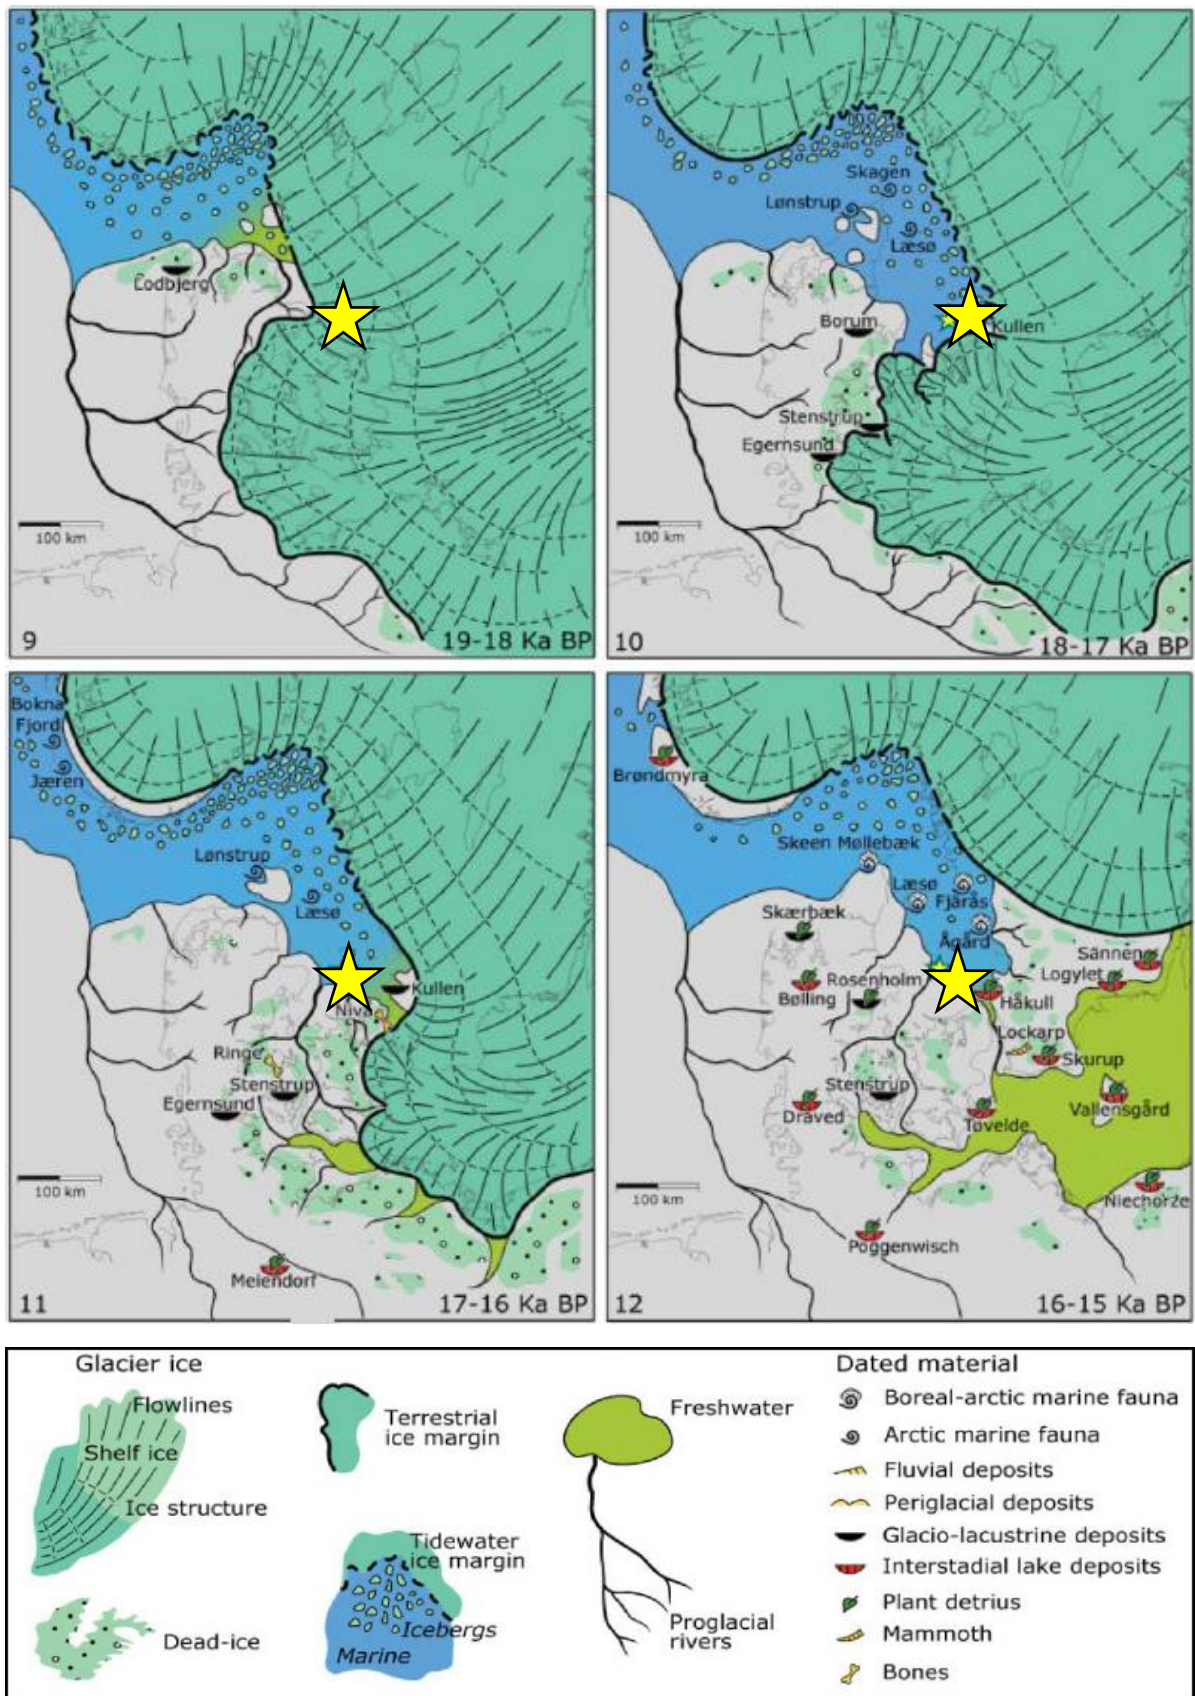 Lodbjerg
100 km
9
19-18 Ka BP
Skagen
Lønstrup
Læsø
Borum
Kullen
Stenstrup
Egernsund
100 km
10
18-17 Ka BP
Bokna
Fjord
Jæren
Lønstrup
Læsø
Kullen
Nivå
Ringe
Stenstrup
Egernsund
100 km
Meiendorf
11
17-16 Ka BP
Brøndmyra
Skeen Møllebæk
Læsø
Fjärås
Skærbæk
Ågård
Sännen
Rosenholm
Logylet
Bølling
Håkull
Lockarp
Skurup
Stenstrup
Vallensgård
Draved
Tøvelde
100 km
Niechorze
Poggenwisch
12
16-15 Ka BP
Glacier ice
Flowlines
Shelf ice
Ice structure
Dead-ice
Terrestrial
ice margin
Tidewater
ice margin
Icebergs
Marine
Freshwater
Proglacial
rivers
Dated material
Boreal-arctic marine fauna
Arctic marine fauna
Fluvial deposits
Periglacial deposits
Glacio-lacustrine deposits
Interstadial lake deposits
Plant detrius
Mammoth
Bones